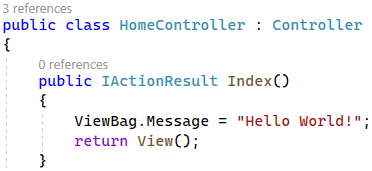 3 references
public class HomeController : Controller
{
0 references
public IActionResult Index()
{
ViewBag.Message = "Hello World!";
return View();
}